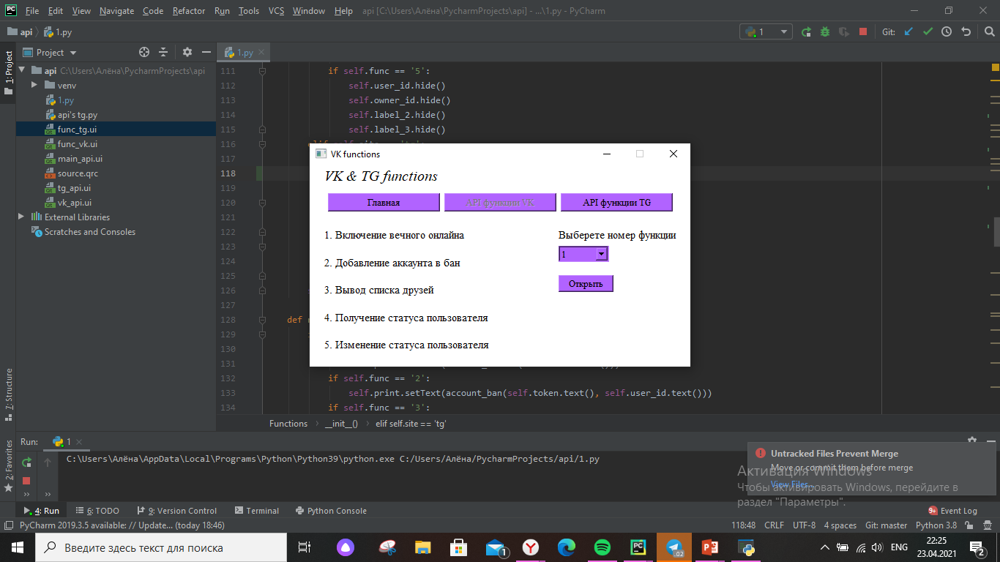 File Edit View Navigate Code Refactor Run Tools VCS Window Help api [C:\Users\Алёна\PycharmProjects\api] - ...\1.py - PyCharm
api 1.py 1 Git:
1: Project
Project
1.py
api C:\Users\Алёна\PycharmProjects\api
venv
1.py
api's tg.py
func_tg.ui
func_vk.ui
main_api.ui
source.qrc
tg_api.ui
vk_api.ui
External Libraries
Scratches and Consoles
111 if self.func == '5':
112 self.user_id.hide()
113 self.owner_id.hide()
114 self.label_2.hide()
115 self.label_3.hide()
116
117
118
120
121
122
123
124
125
126
127
128 def
129
130
131
132 if self.func == '2':
133 self.print.setText(account_ban(self.token.text(), self.user_id.text()))
134 if self.func == '3':
VK functions
VK & TG functions
Главная API функции VK API функции TG
1. Включение вечного онлайна
2. Добавление аккаунта в бан
3. Вывод списка друзей
4. Получение статуса пользователя
5. Изменение статуса пользователя
Выберете номер функции
1
Открыть
Functions __init__() elif self.site == 'tg'
7: Structure
2: Favorites
Run: 1
C:\Users\Алёна\AppData\Local\Programs\Python\Python39\python.exe C:/Users/Алёна/PycharmProjects/api/1.py
Untracked Files Prevent Merge
Move or commit them before merge
View Files...
Активация Windows
Чтобы активировать Windows, перейдите в
раздел "Параметры".
4: Run 6: TODO 9: Version Control Terminal Python Console 9+ Event Log
PyCharm 2019.3.5 available: // Update... (today 18:46) 118:48 CRLF UTF-8 4 spaces Git: master Python 3.8
Введите здесь текст для поиска
1
.02
ENG
22:25
23.04.2021
2